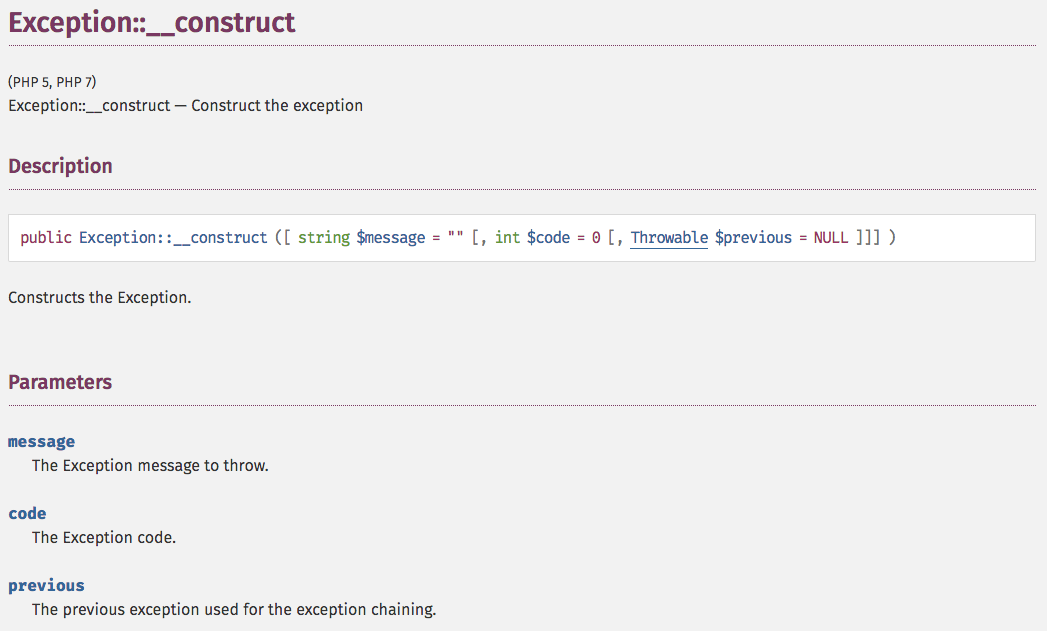 Exception::__construct
(PHP 5, PHP 7)
Exception::__construct — Construct the exception
Description
public Exception::__construct ([ string $message = "" [, int $code = 0 [, Throwable $previous = NULL ]]] )
Constructs the Exception.
Parameters
message
The Exception message to throw.
code
The Exception code.
previous
The previous exception used for the exception chaining.